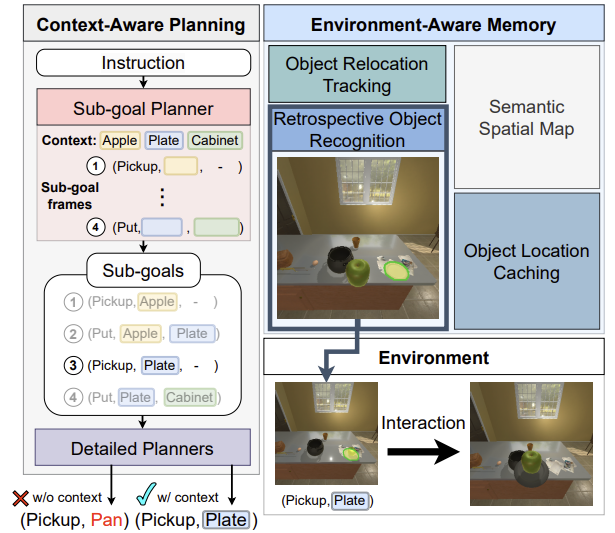 Context-Aware Planning
Instruction
Sub-goal Planner
Context: Apple Plate Cabinet
1 (Pickup, , - )
Sub-goal
frames
⋮
4 (Put, , )
Sub-goals
1 (Pickup, Apple , - )
2 (Put, Apple , Plate )
3 (Pickup, Plate , - )
4 (Put, Plate , Cabinet )
Detailed Planners
w/o context
w/ context
(Pickup, Pan)
(Pickup, Plate )
Environment-Aware Memory
Object Relocation
Tracking
Retrospective Object
Recognition
Semantic
Spatial Map
Object Location
Caching
Environment
Interaction
(Pickup, Plate )